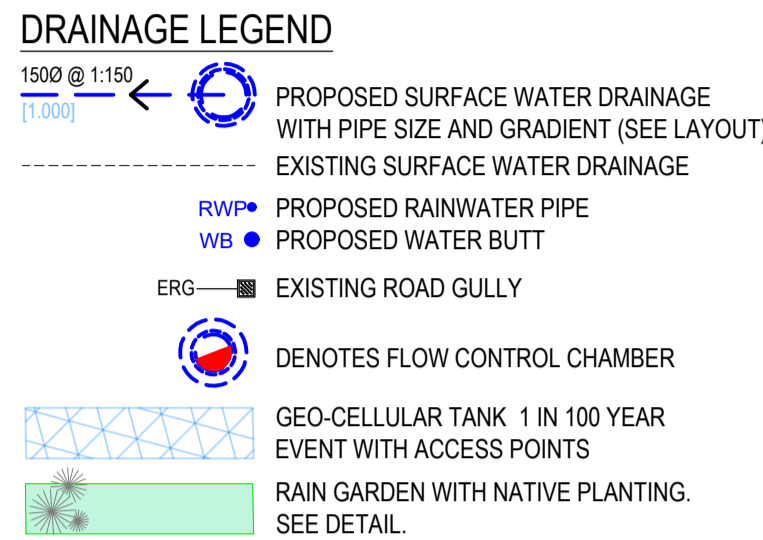 DRAINAGE LEGEND
150Ø @ 1:150
[1.000]
PROPOSED SURFACE WATER DRAINAGE
WITH PIPE SIZE AND GRADIENT (SEE LAYOUT)
EXISTING SURFACE WATER DRAINAGE
RWP PROPOSED RAINWATER PIPE
WB PROPOSED WATER BUTT
ERG EXISTING ROAD GULLY
DENOTES FLOW CONTROL CHAMBER
GEO-CELLULAR TANK 1 IN 100 YEAR
EVENT WITH ACCESS POINTS
RAIN GARDEN WITH NATIVE PLANTING.
SEE DETAIL.